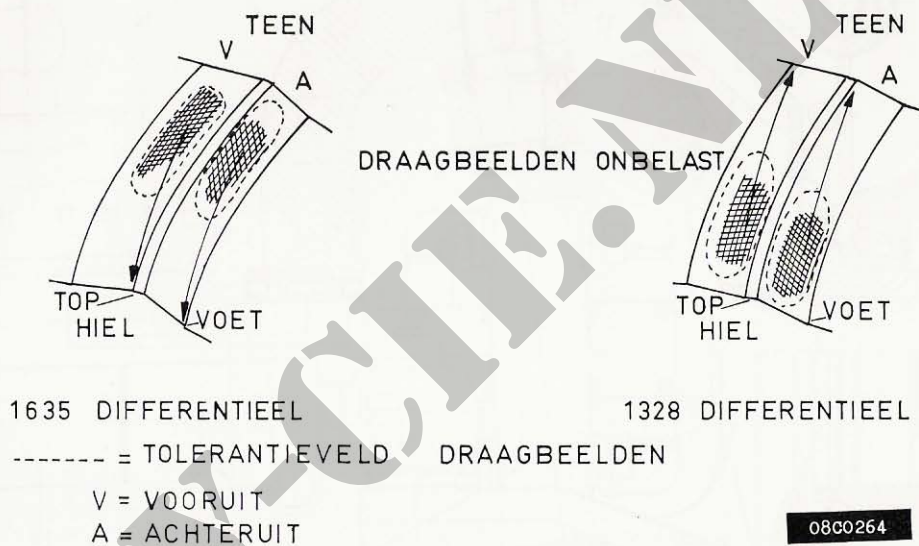 TEEN
V
A
TOP
HIEL
VOET
DRAAGBEELDEN ONBELAST
TEEN
V
A
TOP
HIEL
VOET
1635 DIFFERENTIEEL
1328 DIFFERENTIEEL
------- = TOLERANTIEVELD DRAAGBEELDEN
V = VOORUIT
A = ACHTERUIT
08C0264